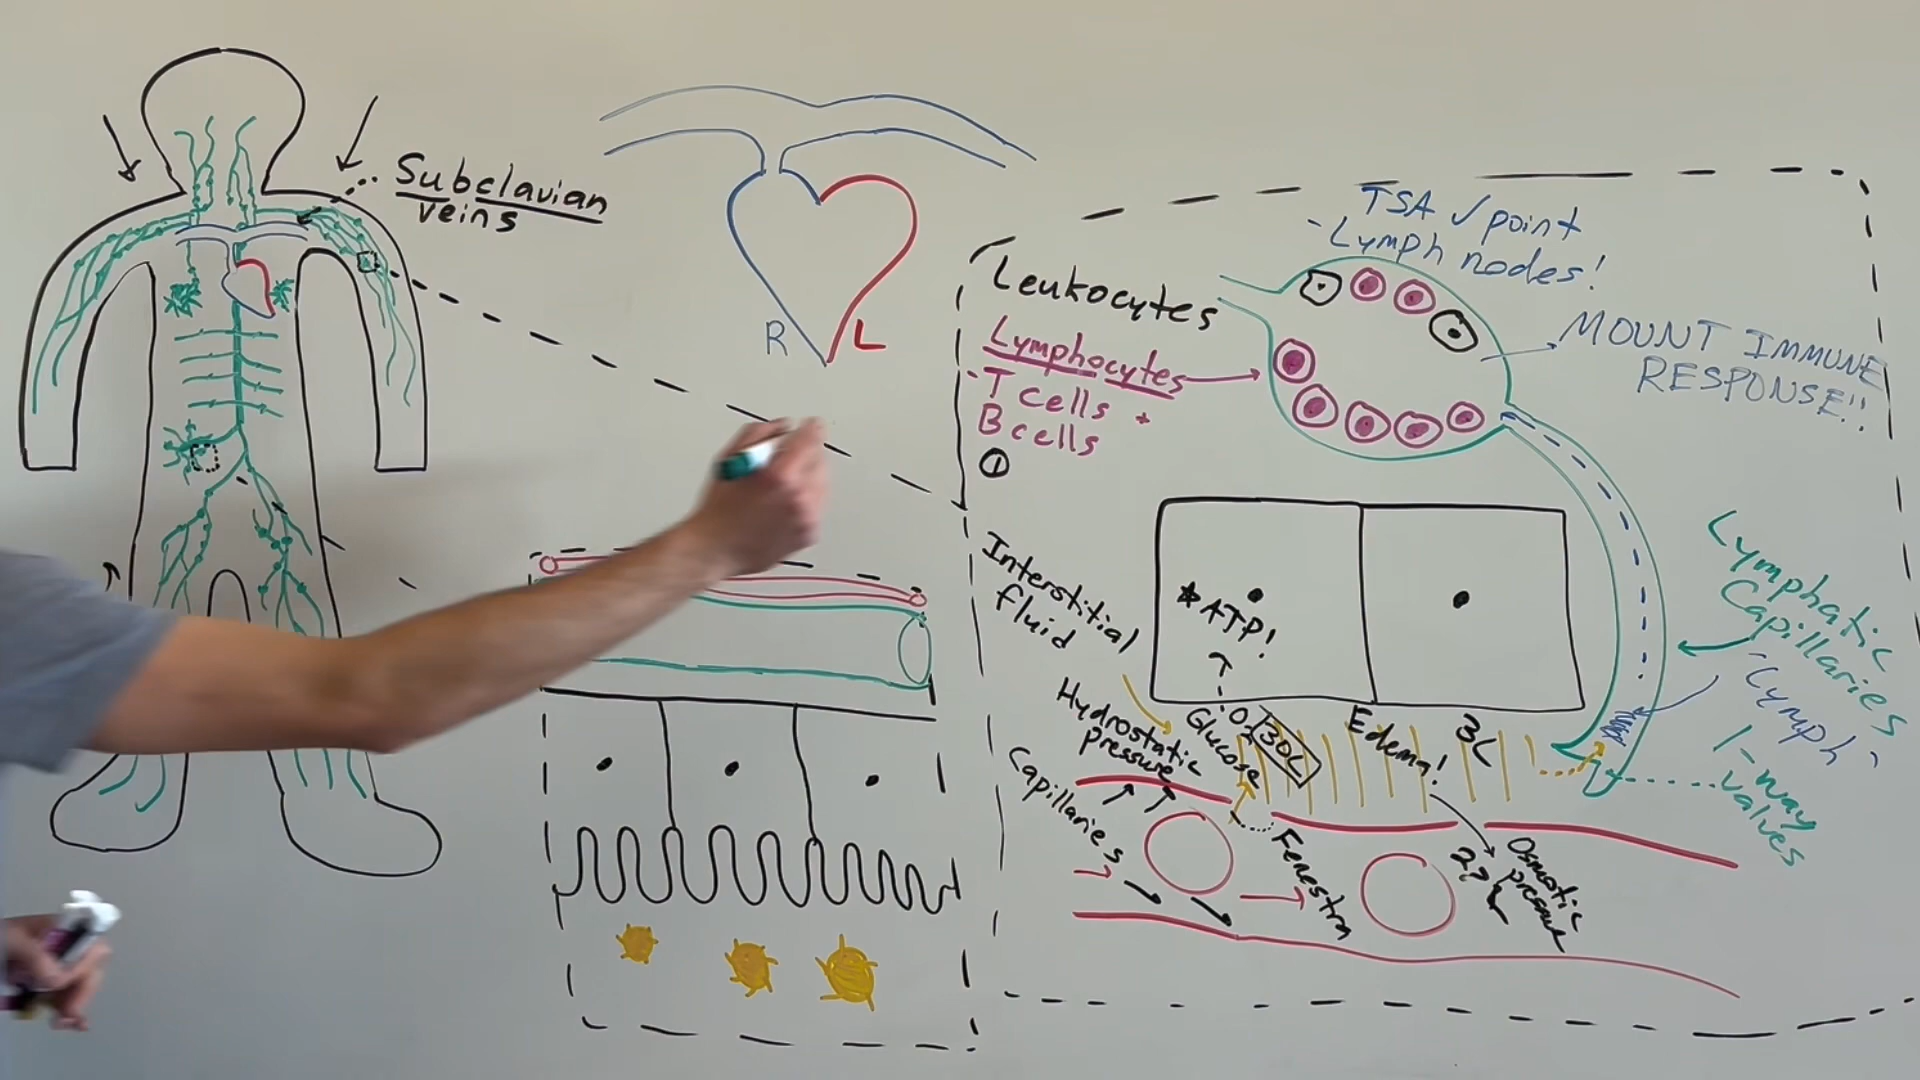 Subclavian
veins
R
L
TSA ✓point
- Lymph nodes!
MOUNT IMMUNE
RESPONSE!!
Leukocytes
Lymphocytes
- T cells +
B cells
Interstitial
fluid
★ATP!
Hydrostatic
pressure
Glucose
O2
30L
Edema!
3L
Capillaries
Fenestra
2?
Osmotic
pressure
Lymphatic
Capillaries
"Lymph"
1-way
valves